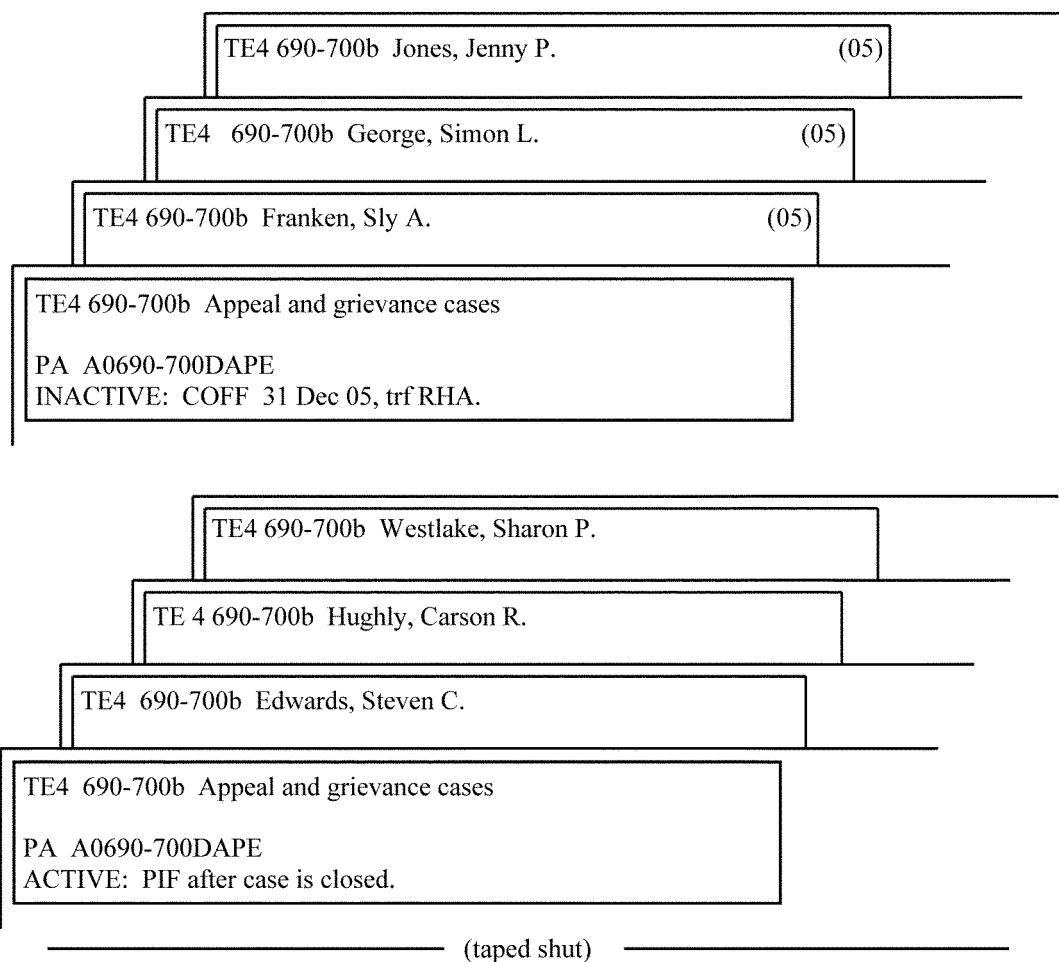 TE4 690-700b Jones, Jenny P. (05)
TE4 690-700b George, Simon L. (05)
TE4 690-700b Franken, Sly A. (05)
TE4 690-700b Appeal and grievance cases
PA A0690-700DAPE
INACTIVE: COFF 31 Dec 05, trf RHA.
TE4 690-700b Westlake, Sharon P.
TE 4 690-700b Hughly, Carson R.
TE4 690-700b Edwards, Steven C.
TE4 690-700b Appeal and grievance cases
PA A0690-700DAPE
ACTIVE: PIF after case is closed.
(taped shut)